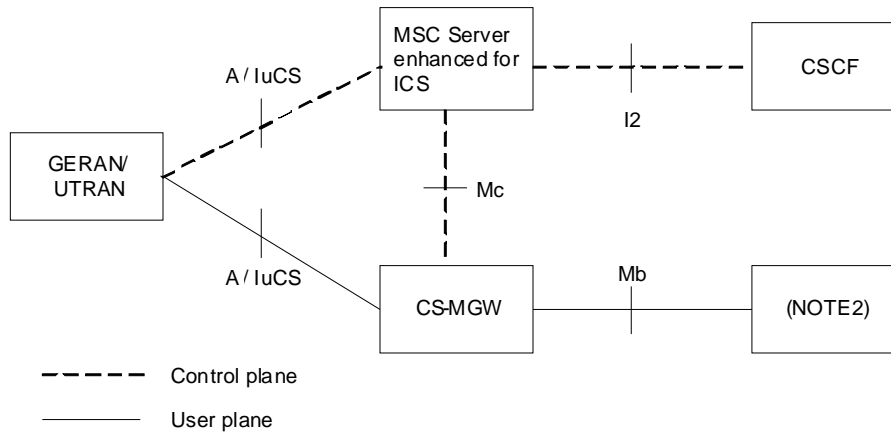 MSC Server
enhanced for
ICS
CSCF
A / IuCS
I2
GERAN/
UTRAN
Mc
A / IuCS
Mb
CS-MGW
(NOTE2)
Control plane
User plane